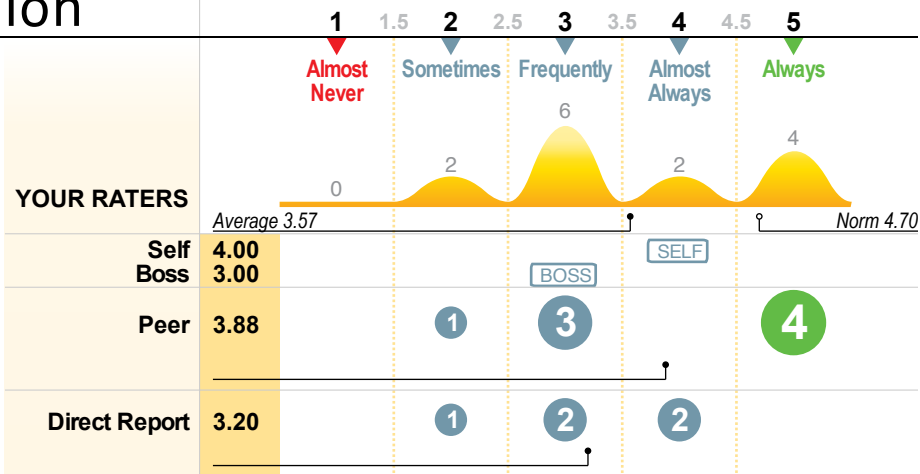 ion
1 1.5 2 2.5 3 3.5 4 4.5 5
Almost Never Sometimes Frequently Almost Always Always
0 2 6 2 4
YOUR RATERS
Average 3.57 Norm 4.70
Self 4.00 SELF
Boss 3.00 BOSS
Peer 3.88 1 3 4
Direct Report 3.20 1 2 2